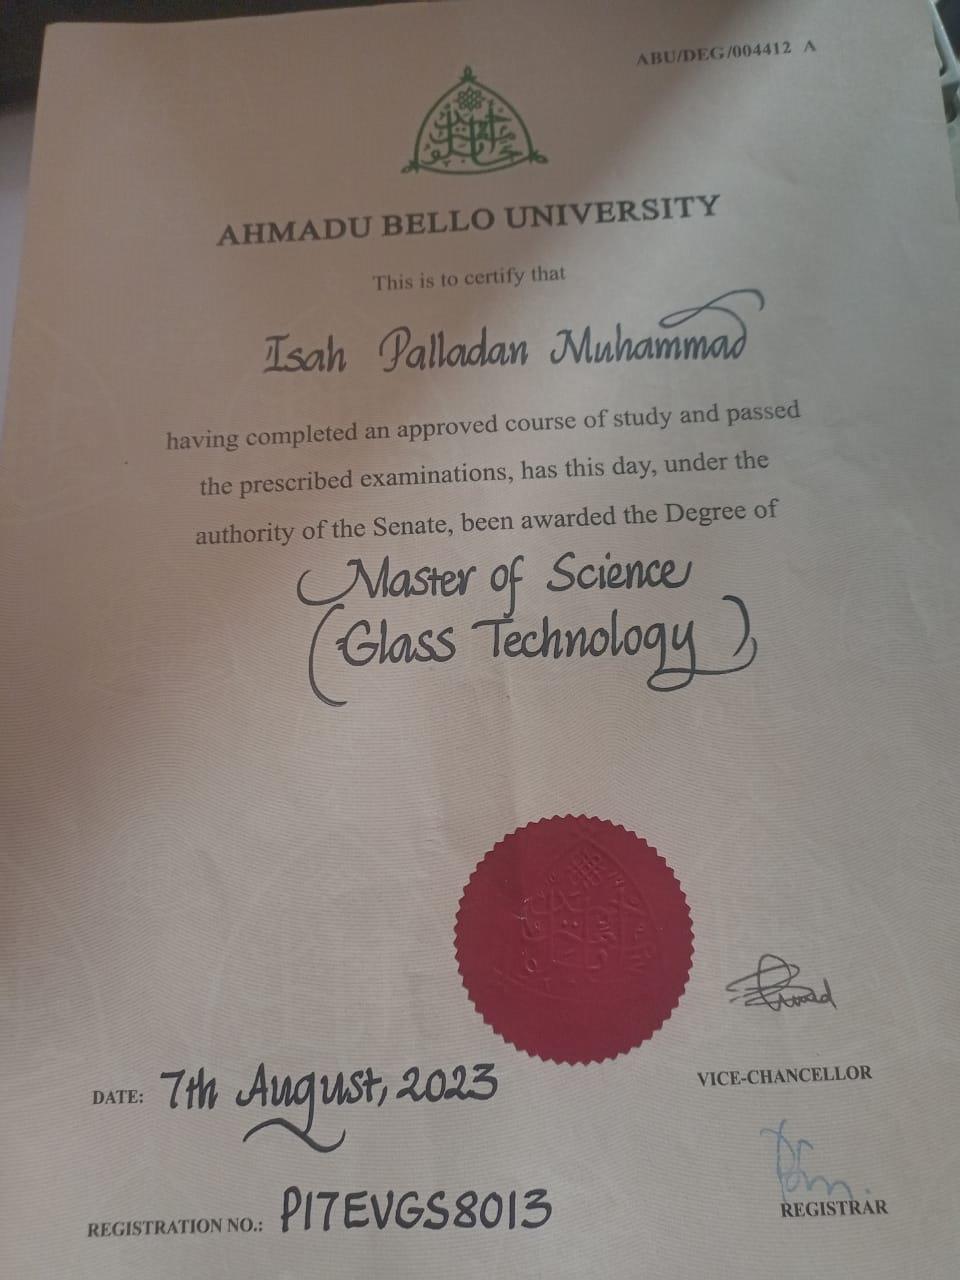 ABU/DEG/004412 A
AHMADU BELLO UNIVERSITY
This is to certify that
Isah Palladan Muhammad
having completed an approved course of study and passed
the prescribed examinations, has this day, under the
authority of the Senate, been awarded the Degree of
Master of Science
(Glass Technology)
DATE: 7th August, 2023
VICE-CHANCELLOR
REGISTRATION NO.: P17EVGS8013
REGISTRAR